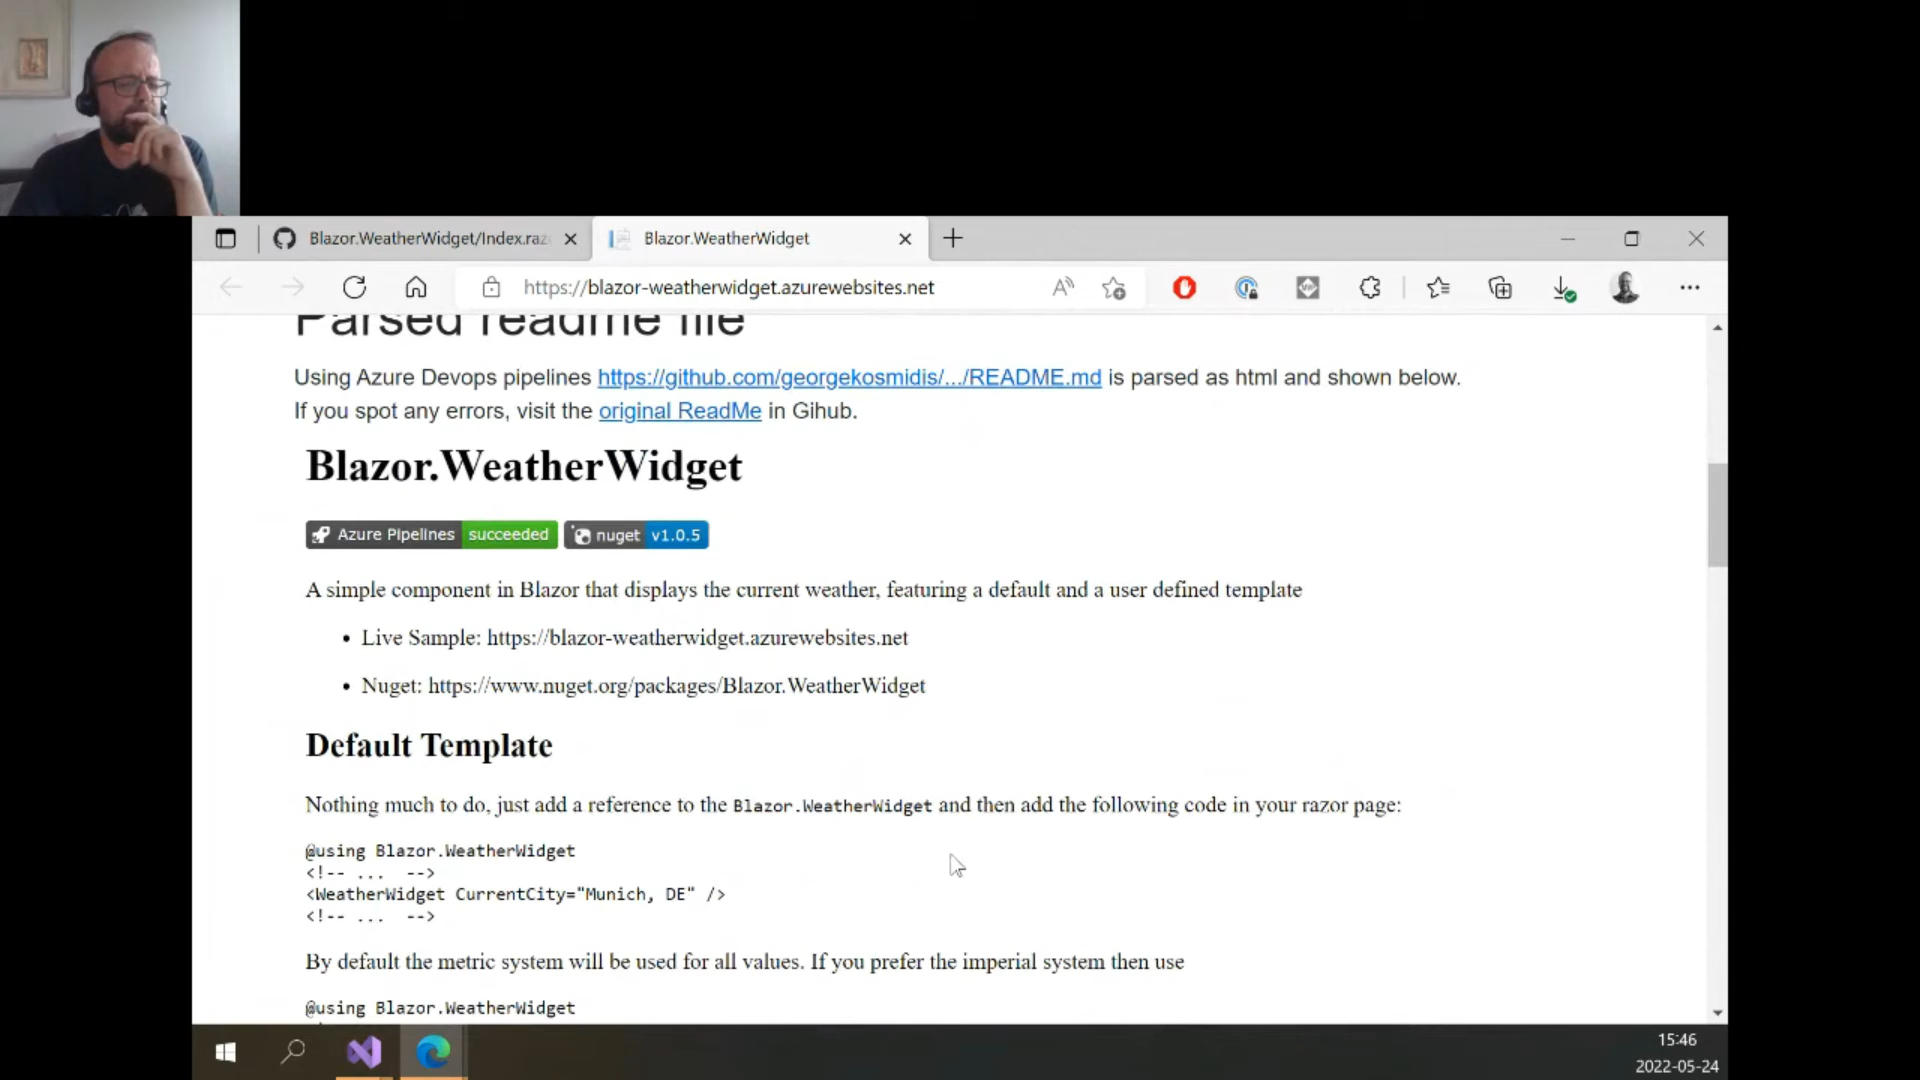 Blazor.WeatherWidget/Index.raz
Blazor.WeatherWidget
https://blazor-weatherwidget.azurewebsites.net
Parsed readme file
Using Azure Devops pipelines https://github.com/georgekosmidis/.../README.md is parsed as html and shown below.
If you spot any errors, visit the original ReadMe in Gihub.
Blazor.WeatherWidget
Azure Pipelines succeeded nuget v1.0.5
A simple component in Blazor that displays the current weather, featuring a default and a user defined template
• Live Sample: https://blazor-weatherwidget.azurewebsites.net
• Nuget: https://www.nuget.org/packages/Blazor.WeatherWidget
Default Template
Nothing much to do, just add a reference to the Blazor.WeatherWidget and then add the following code in your razor page:
@using Blazor.WeatherWidget
<!-- ... -->
<WeatherWidget CurrentCity="Munich, DE" />
<!-- ... -->
By default the metric system will be used for all values. If you prefer the imperial system then use
@using Blazor.WeatherWidget
15:46
2022-05-24